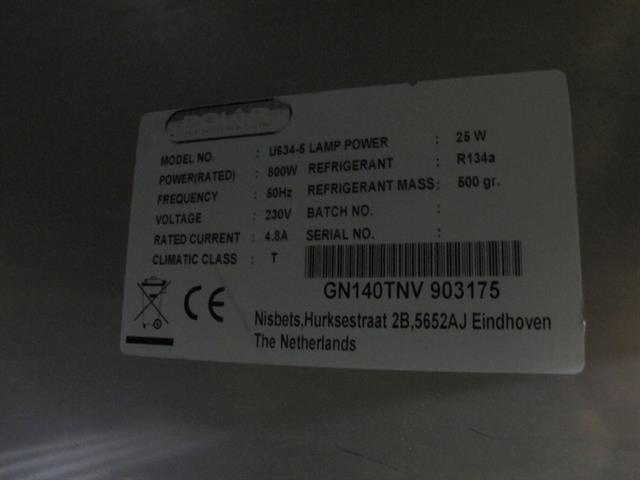 POLAR
REFRIGERATION
MODEL NO. : U634-5 LAMP POWER : 25 W
POWER(RATED) : 800W REFRIGERANT : R134a
FREQUENCY : 50Hz REFRIGERANT MASS: 500 gr.
VOLTAGE : 230V BATCH NO. :
RATED CURRENT : 4.8A SERIAL NO. :
CLIMATIC CLASS : T
GN140TNV 903175
CE
Nisbets,Hurksestraat 2B,5652AJ Eindhoven
The Netherlands